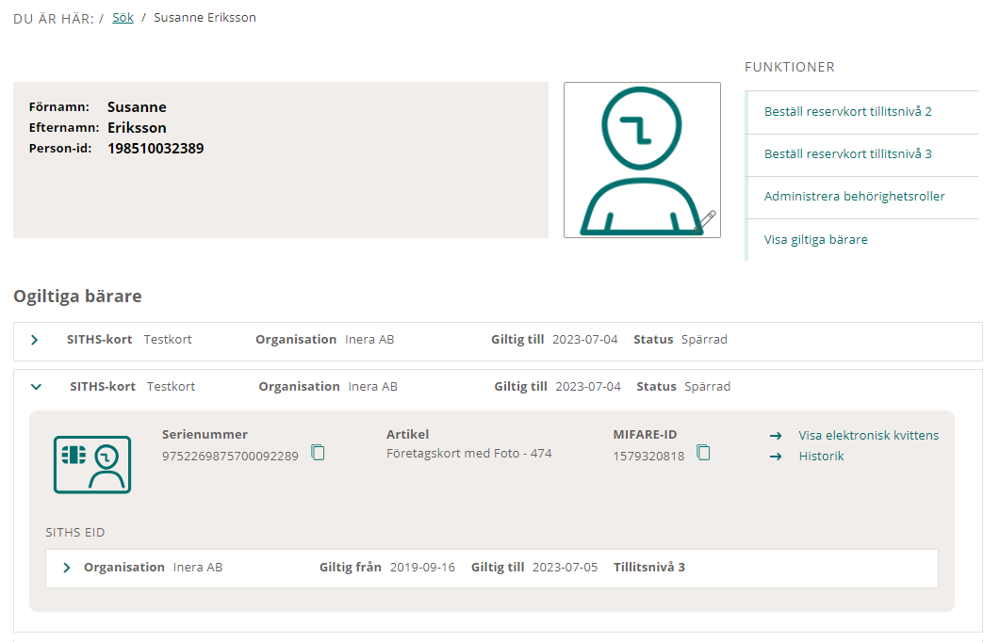 DU ÄR HÄR: / Sök / Susanne Eriksson
FUNKTIONER
Förnamn: Susanne
Efternamn: Eriksson
Person-id: 198510032389
Beställ reservkort tillitsnivå 2
Beställ reservkort tillitsnivå 3
Administrera behörighetsroller
Visa giltiga bärare
Ogiltiga bärare
SITHS-kort Testkort Organisation Inera AB Giltig till 2023-07-04 Status Spärrad
SITHS-kort Testkort Organisation Inera AB Giltig till 2023-07-04 Status Spärrad
Serienummer Artikel MIFARE-ID Visa elektronisk kvittens
9752269875700092289 Företagskort med Foto - 474 1579320818 Historik
SITHS EID
Organisation Inera AB Giltig från 2019-09-16 Giltig till 2023-07-05 Tillitsnivå 3